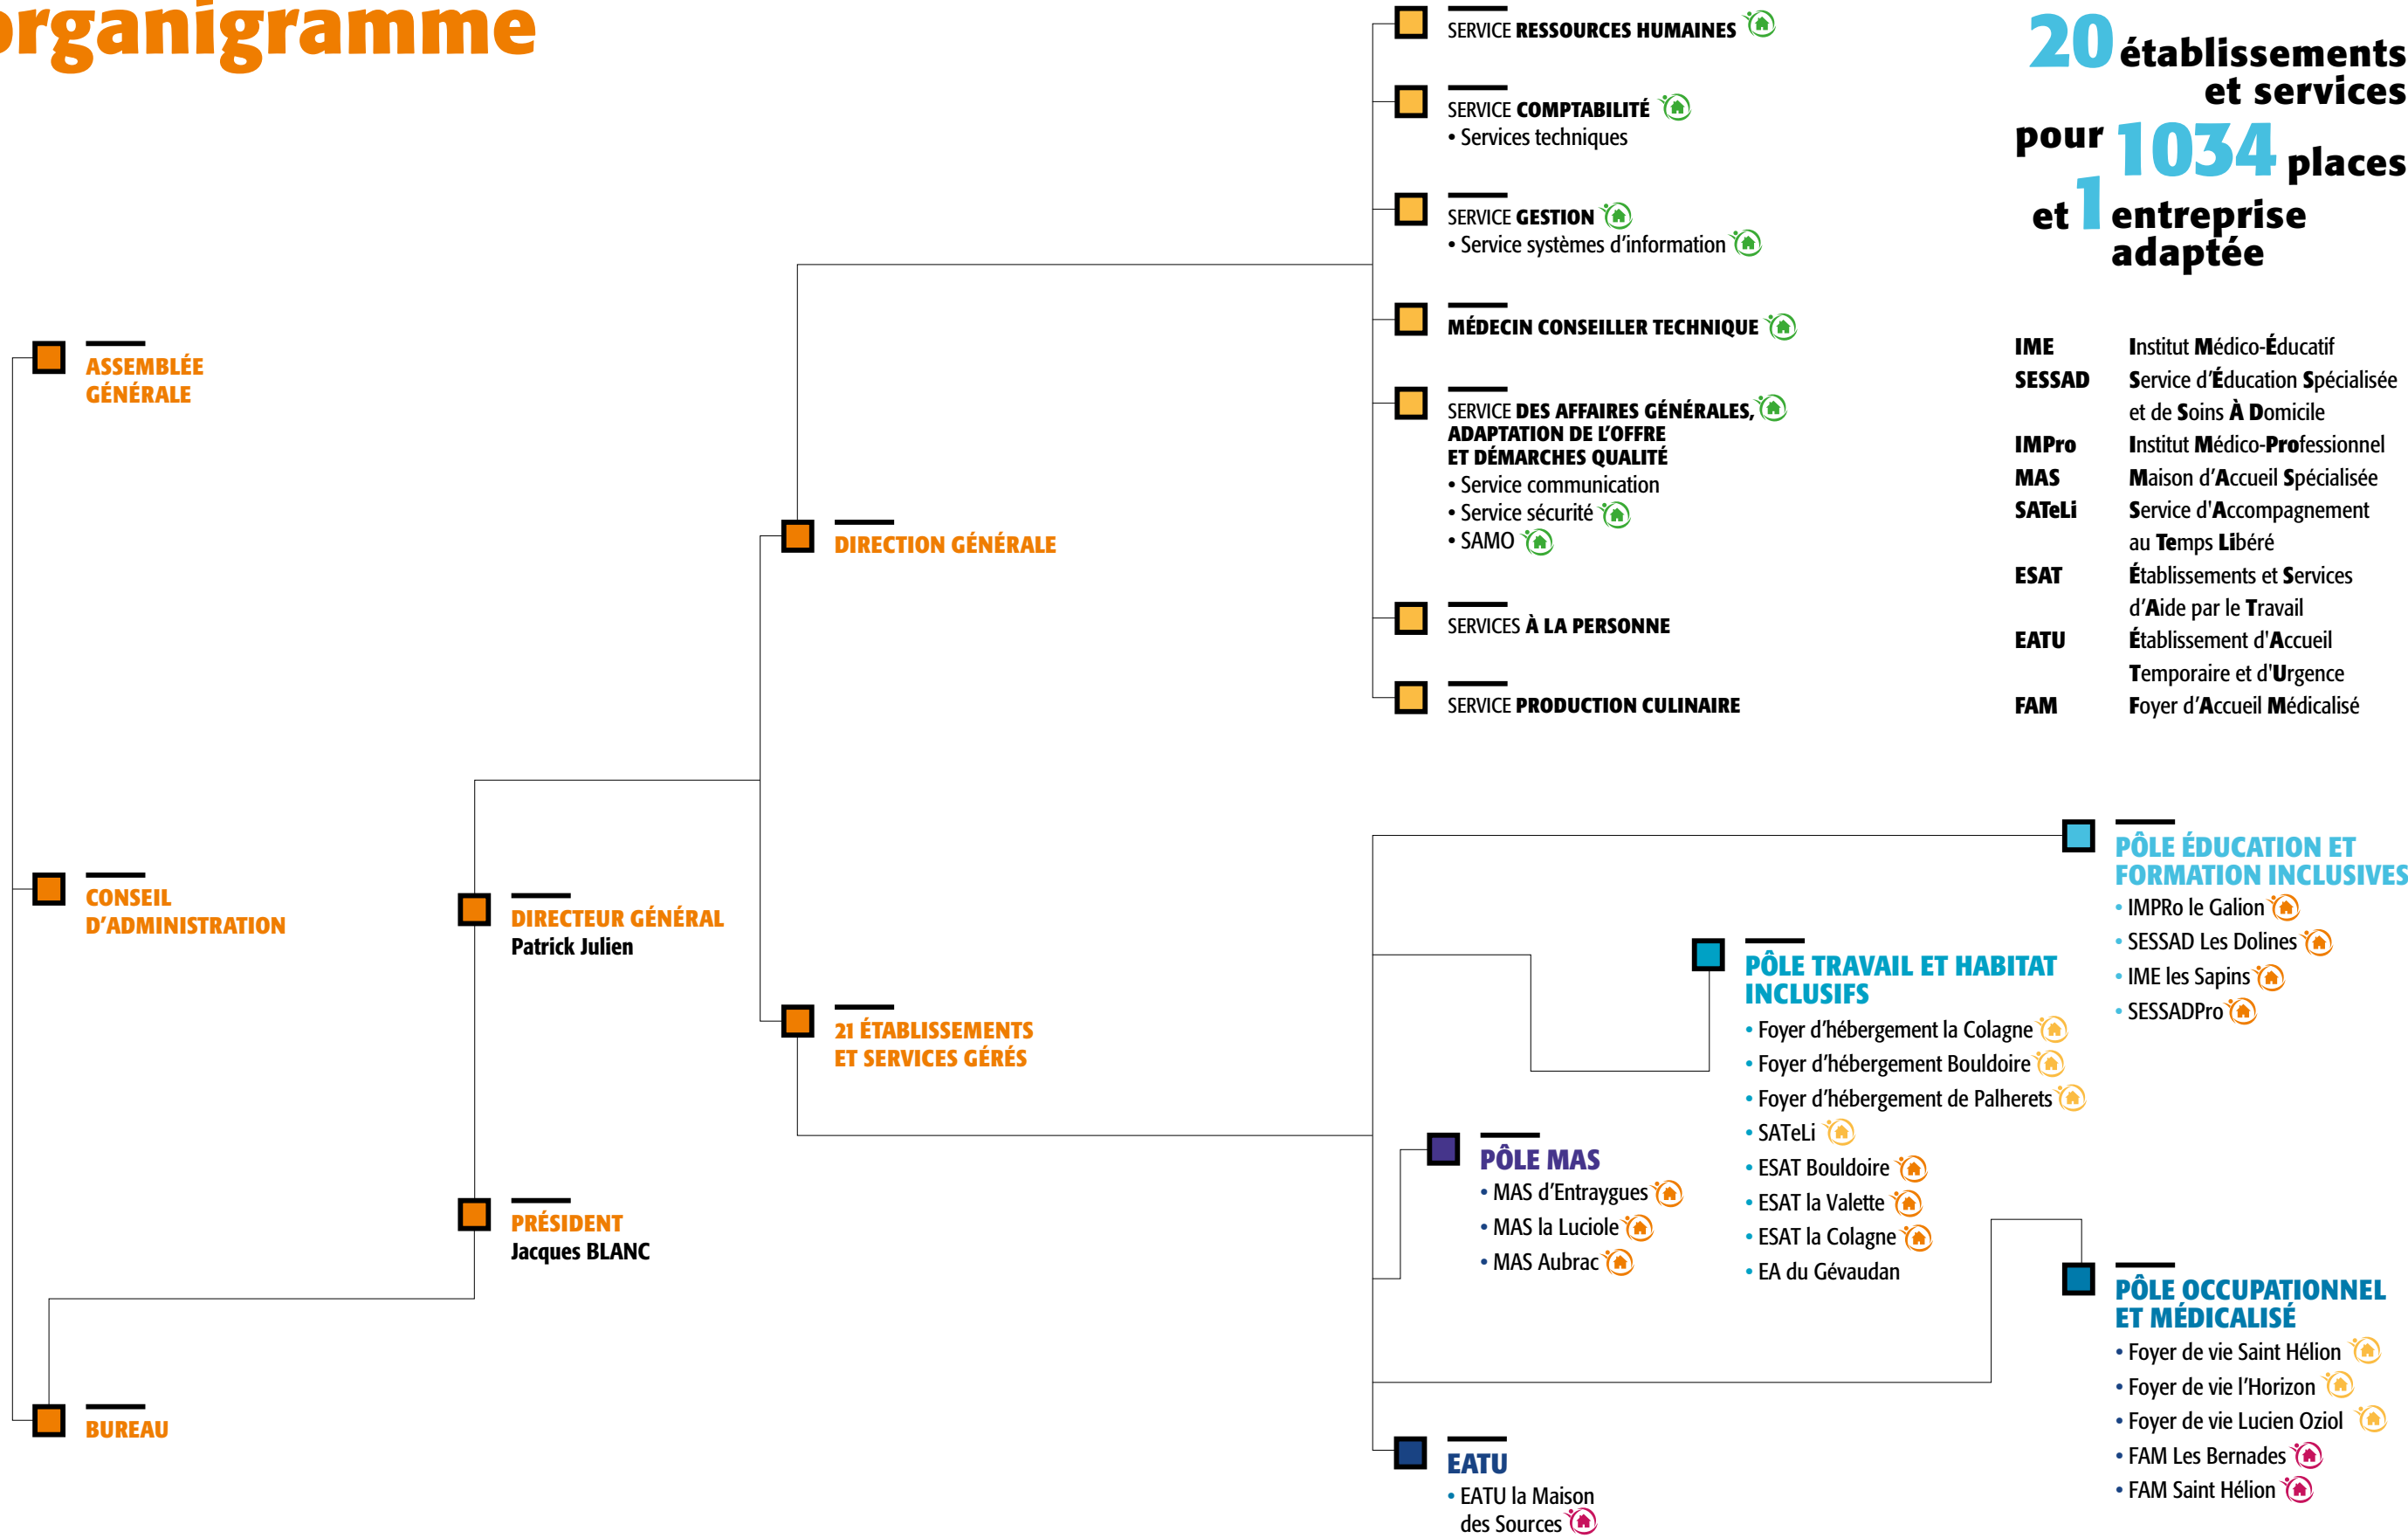 organigramme
20 établissements
et services
pour 1034 places
et 1 entreprise
adaptée
IME Institut Médico-Éducatif
SESSAD Service d’Éducation Spécialisée
et de Soins À Domicile
IMPro Institut Médico-Professionnel
MAS Maison d’Accueil Spécialisée
SATeLi Service d'Accompagnement
au Temps Libéré
ESAT Établissements et Services
d’Aide par le Travail
EATU Établissement d'Accueil
Temporaire et d'Urgence
FAM Foyer d’Accueil Médicalisé
ASSEMBLÉE
GÉNÉRALE
CONSEIL
D’ADMINISTRATION
BUREAU
DIRECTEUR GÉNÉRAL
Patrick Julien
PRÉSIDENT
Jacques BLANC
DIRECTION GÉNÉRALE
21 ÉTABLISSEMENTS
ET SERVICES GÉRÉS
SERVICE RESSOURCES HUMAINES
SERVICE COMPTABILITÉ
• Services techniques
SERVICE GESTION
• Service systèmes d’information
MÉDECIN CONSEILLER TECHNIQUE
SERVICE DES AFFAIRES GÉNÉRALES,
ADAPTATION DE L’OFFRE
ET DÉMARCHES QUALITÉ
• Service communication
• Service sécurité
• SAMO
SERVICES À LA PERSONNE
SERVICE PRODUCTION CULINAIRE
PÔLE ÉDUCATION ET
FORMATION INCLUSIVES
• IMPRo le Galion
• SESSAD Les Dolines
• IME les Sapins
• SESSADPro
PÔLE TRAVAIL ET HABITAT
INCLUSIFS
• Foyer d’hébergement la Colagne
• Foyer d’hébergement Bouldoire
• Foyer d’hébergement de Palherets
• SATeLi
• ESAT Bouldoire
• ESAT la Valette
• ESAT la Colagne
• EA du Gévaudan
PÔLE MAS
• MAS d’Entraygues
• MAS la Luciole
• MAS Aubrac
PÔLE OCCUPATIONNEL
ET MÉDICALISÉ
• Foyer de vie Saint Hélion
• Foyer de vie l’Horizon
• Foyer de vie Lucien Oziol
• FAM Les Bernades
• FAM Saint Hélion
EATU
• EATU la Maison
des Sources